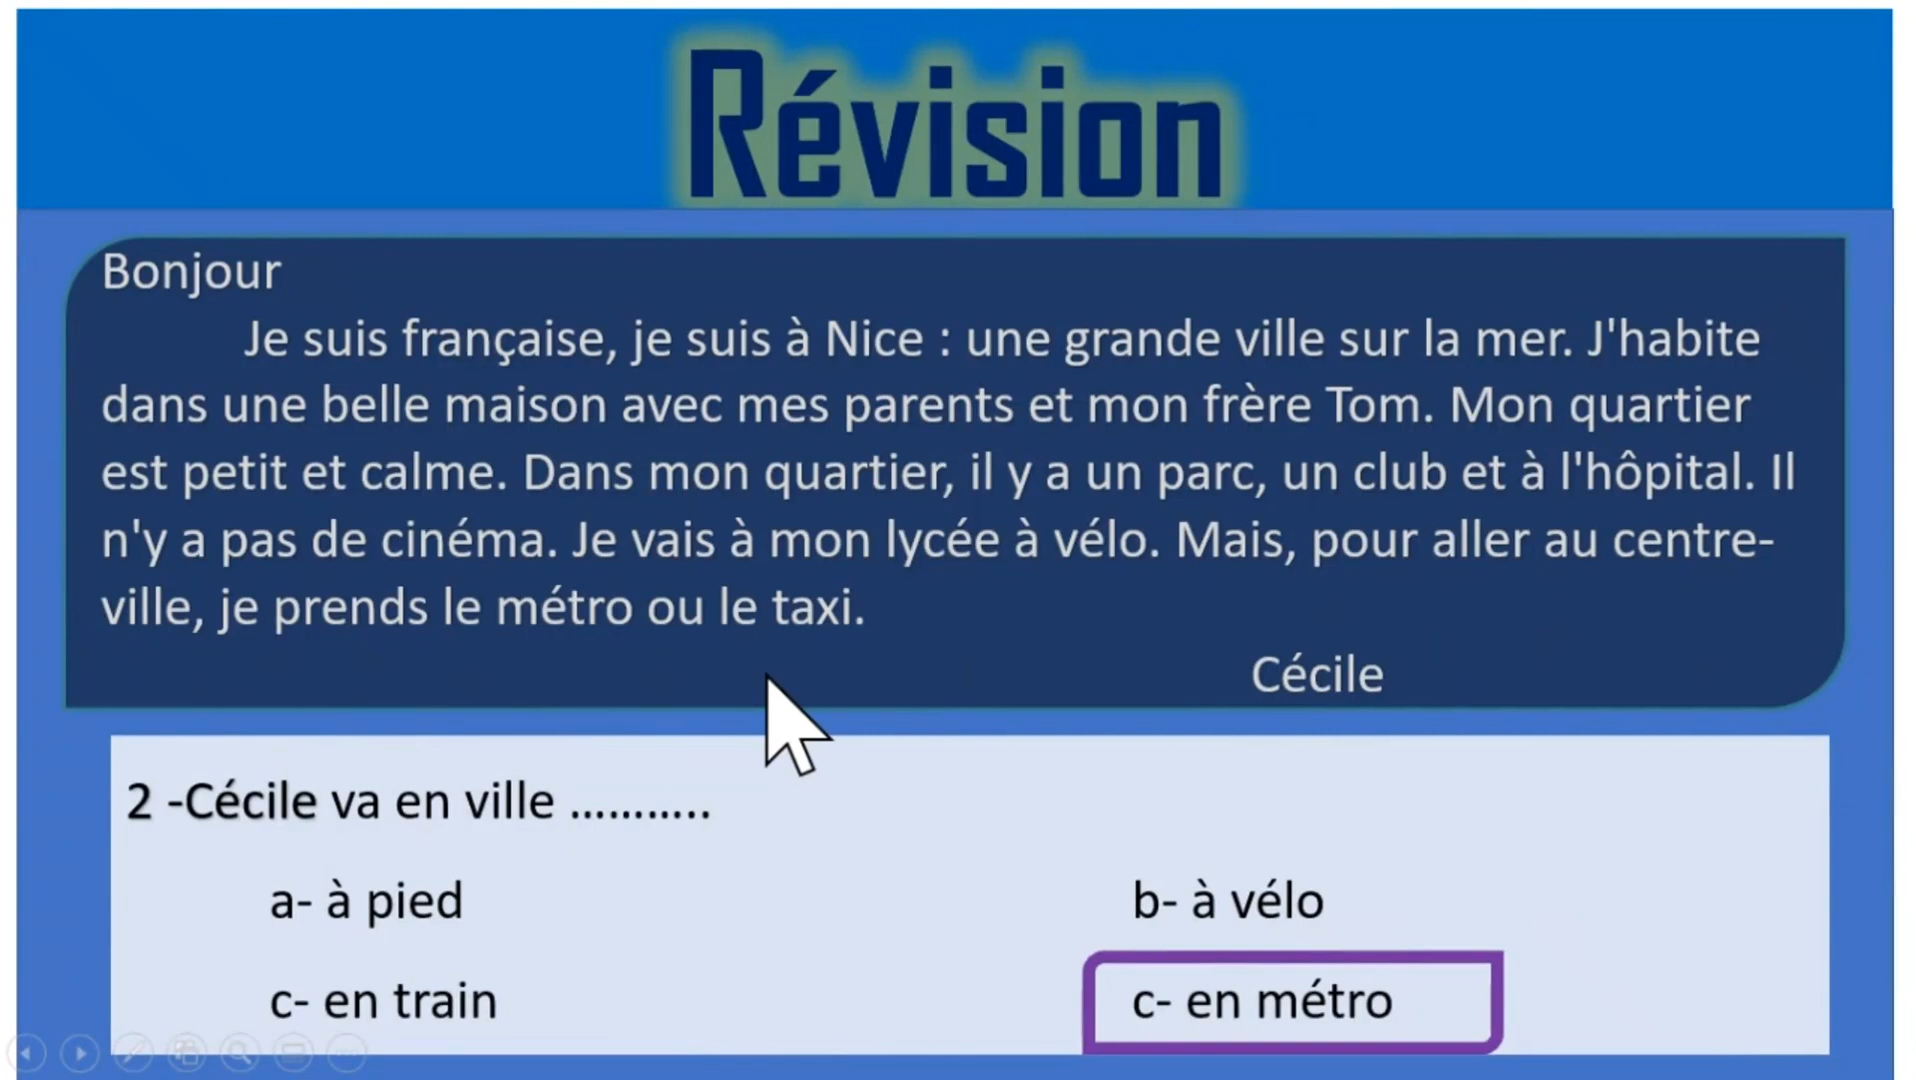 Révision
Bonjour
Je suis française, je suis à Nice : une grande ville sur la mer. J'habite
dans une belle maison avec mes parents et mon frère Tom. Mon quartier
est petit et calme. Dans mon quartier, il y a un parc, un club et à l'hôpital. Il
n'y a pas de cinéma. Je vais à mon lycée à vélo. Mais, pour aller au centre-
ville, je prends le métro ou le taxi.
Cécile
2 -Cécile va en ville ………..
a- à pied
b- à vélo
c- en train
c- en métro